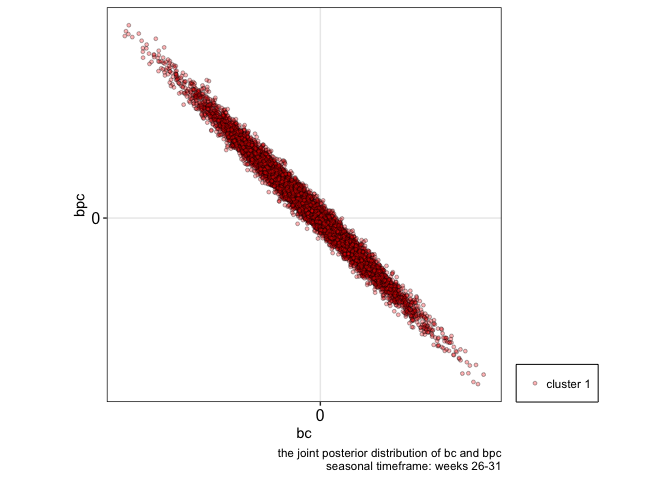 bpc
0
0
bc
cluster 1
the joint posterior distribution of bc and bpc
seasonal timeframe: weeks 26-31